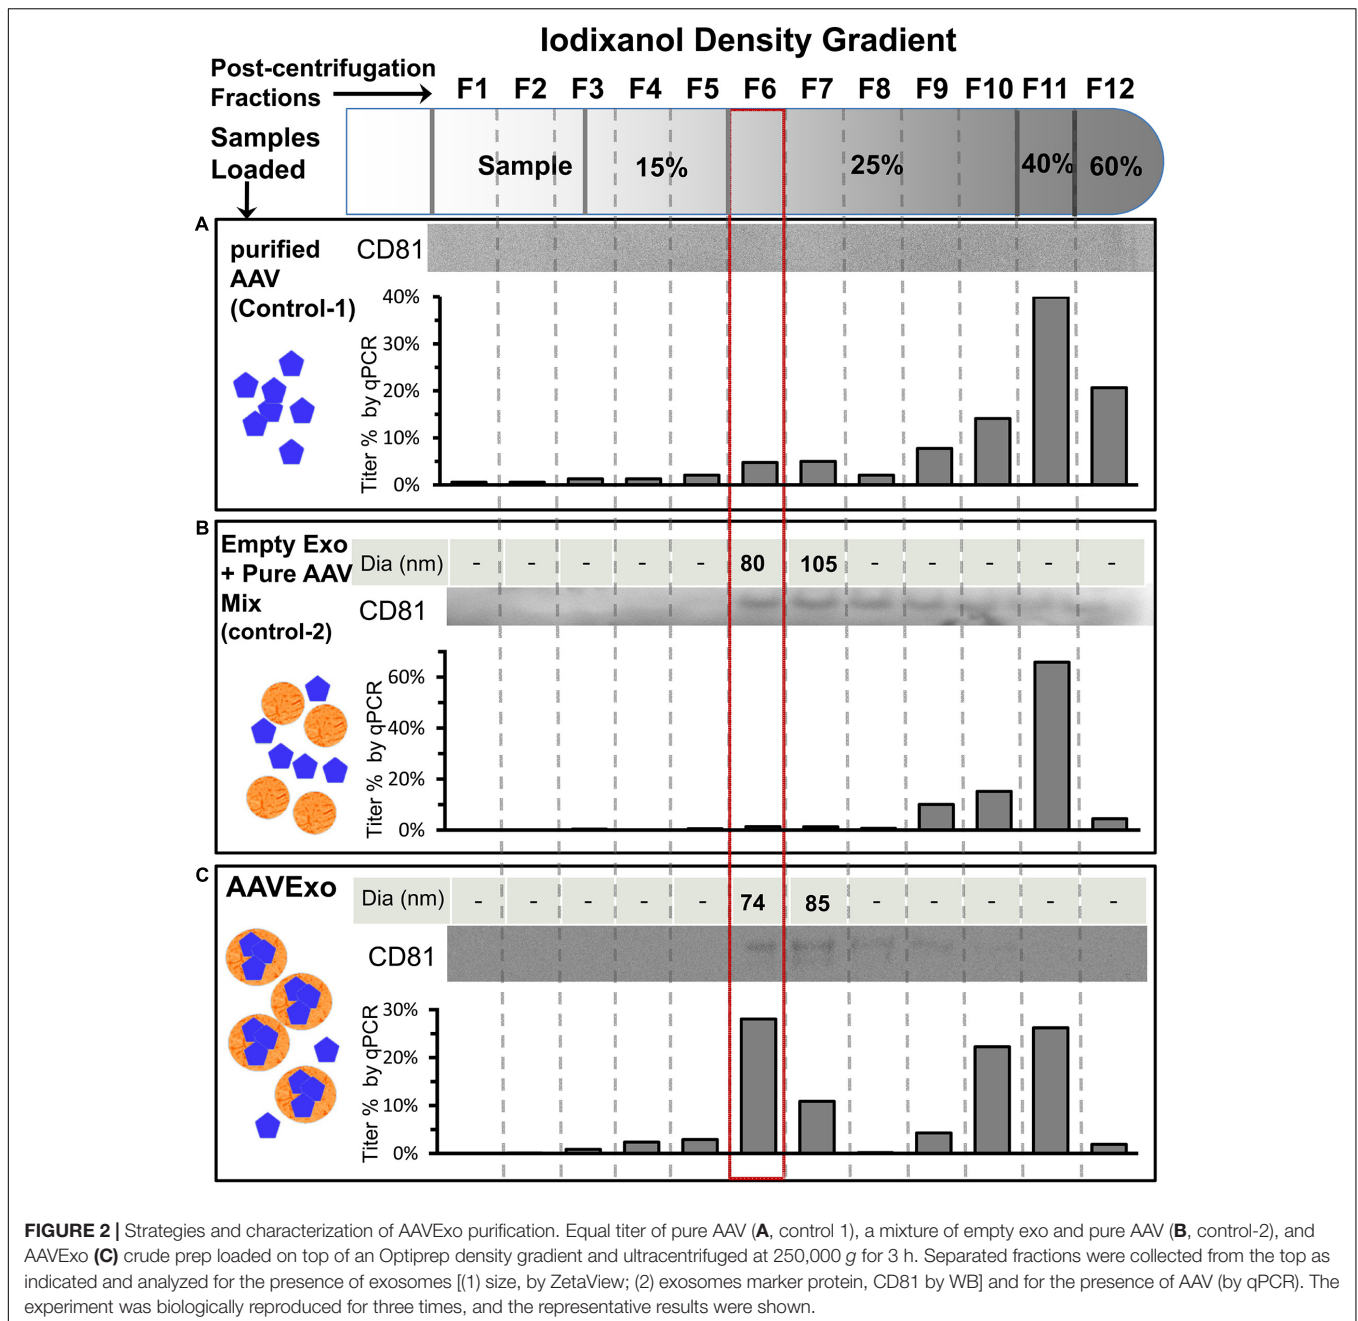 Iodixanol Density Gradient
Post-centrifugation
Fractions
F1 F2 F3 F4 F5 F6 F7 F8 F9 F10 F11 F12
Samples
Loaded
Sample 15% 25% 40% 60%
A
purified
AAV
(Control-1)
CD81
Titer % by qPCR
40%
30%
20%
10%
0%
B
Empty Exo
+ Pure AAV
Mix
(control-2)
Dia (nm) - - - - - 80 105 - - - - -
CD81
Titer % by qPCR
60%
40%
20%
0%
C
AAVExo
Dia (nm) - - - - - 74 85 - - - - -
CD81
Titer % by qPCR
30%
20%
10%
0%
FIGURE 2 | Strategies and characterization of AAVExo purification. Equal titer of pure AAV (A, control 1), a mixture of empty exo and pure AAV (B, control-2), and
AAVExo (C) crude prep loaded on top of an Optiprep density gradient and ultracentrifuged at 250,000 g for 3 h. Separated fractions were collected from the top as
indicated and analyzed for the presence of exosomes [(1) size, by ZetaView; (2) exosomes marker protein, CD81 by WB] and for the presence of AAV (by qPCR). The
experiment was biologically reproduced for three times, and the representative results were shown.